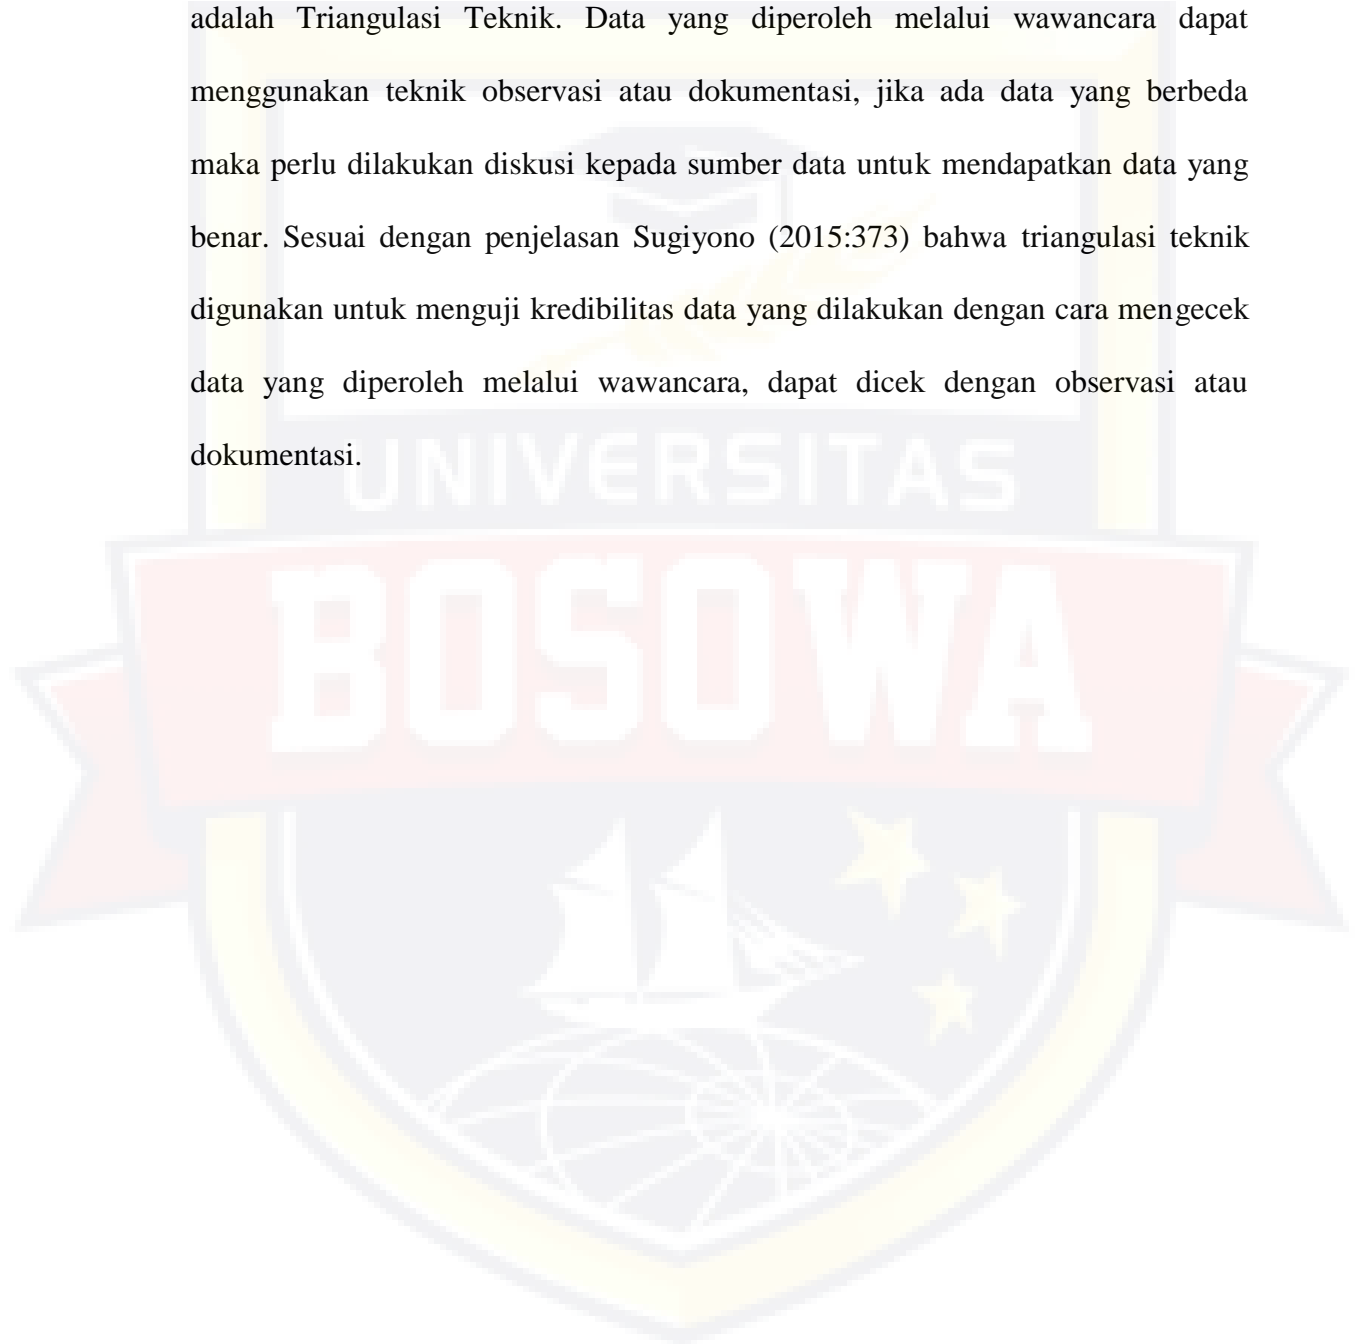 adalah Triangulasi Teknik. Data yang diperoleh melalui wawancara dapat
menggunakan teknik observasi atau dokumentasi, jika ada data yang berbeda
maka perlu dilakukan diskusi kepada sumber data untuk mendapatkan data yang
benar. Sesuai dengan penjelasan Sugiyono (2015:373) bahwa triangulasi teknik
digunakan untuk menguji kredibilitas data yang dilakukan dengan cara mengecek
data yang diperoleh melalui wawancara, dapat dicek dengan observasi atau
dokumentasi.
UNIVERSITAS
BOSOWA